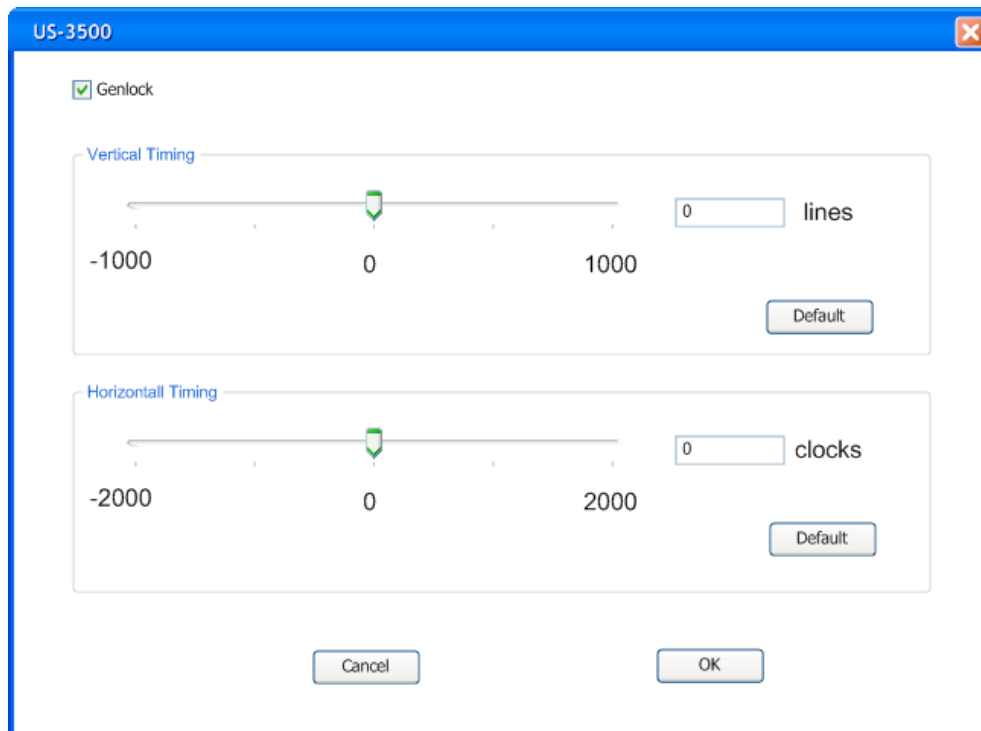 US-3500
Genlock
Vertical Timing
0 lines
-1000 0 1000
Default
Horizontall Timing
0 clocks
-2000 0 2000
Default
Cancel OK